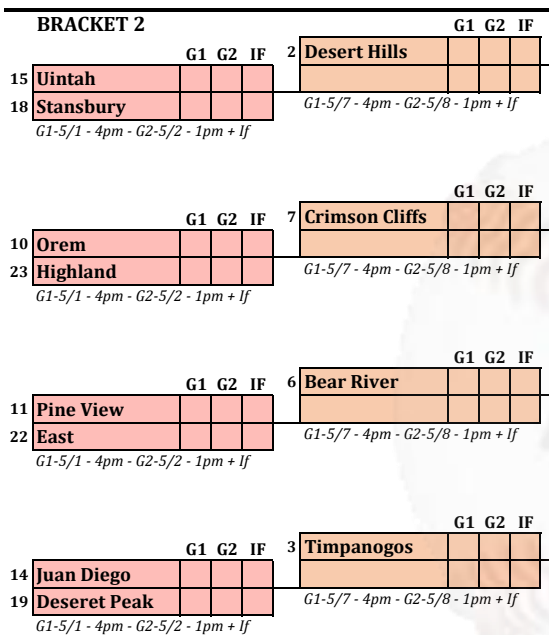 BRACKET 2
G1 G2 IF
2 Desert Hills
G1 G2 IF
15 Uintah
18 Stansbury
G1-5/7 - 4pm - G2-5/8 - 1pm + If
G1-5/1 - 4pm - G2-5/2 - 1pm + If
G1 G2 IF
7 Crimson Cliffs
G1 G2 IF
10 Orem
23 Highland
G1-5/7 - 4pm - G2-5/8 - 1pm + If
G1-5/1 - 4pm - G2-5/2 - 1pm + If
G1 G2 IF
6 Bear River
G1 G2 IF
11 Pine View
22 East
G1-5/7 - 4pm - G2-5/8 - 1pm + If
G1-5/1 - 4pm - G2-5/2 - 1pm + If
G1 G2 IF
3 Timpanogos
G1 G2 IF
14 Juan Diego
19 Deseret Peak
G1-5/7 - 4pm - G2-5/8 - 1pm + If
G1-5/1 - 4pm - G2-5/2 - 1pm + If